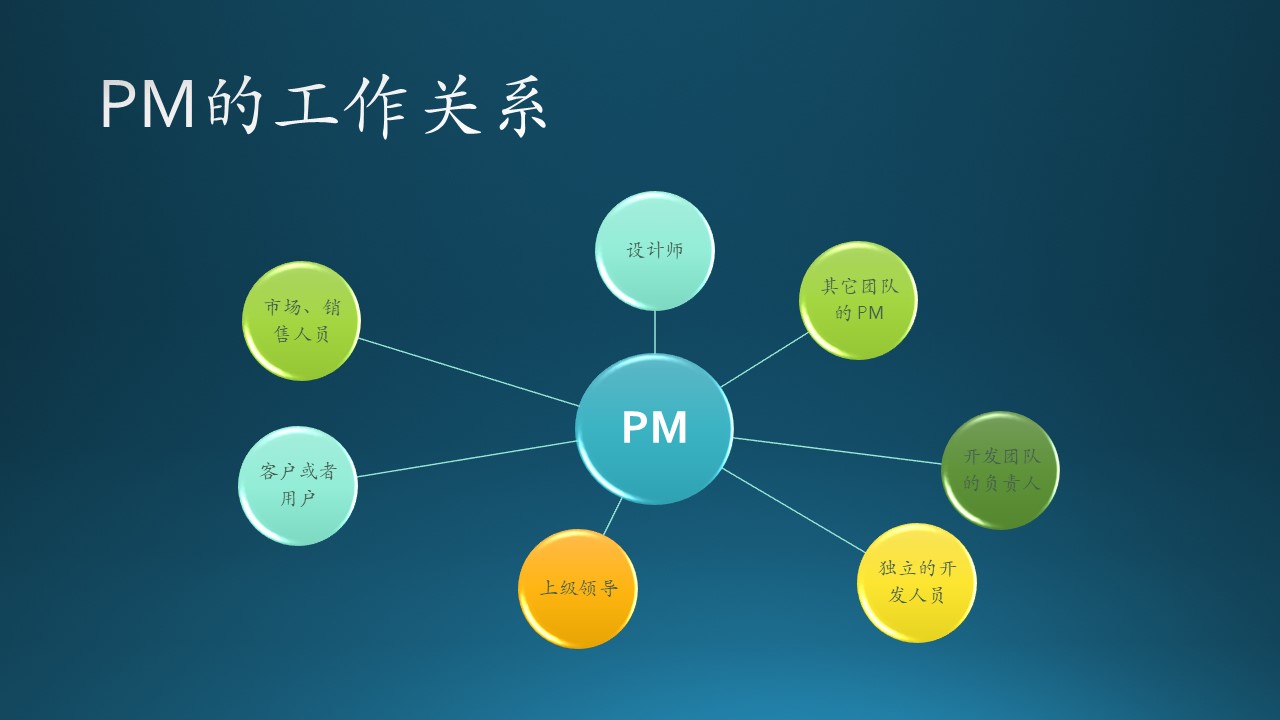 PM的工作关系
设计师
其它团队
的 PM
市场、销
售人员
PM
开发团队
的负责人
客户或者
用户
独立的开
发人员
上级领导